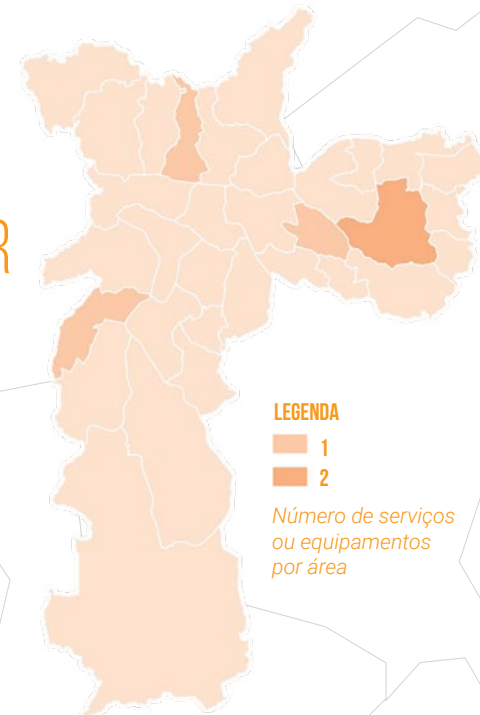 R
LEGENDA
1
2
Número de serviços
ou equipamentos
por área